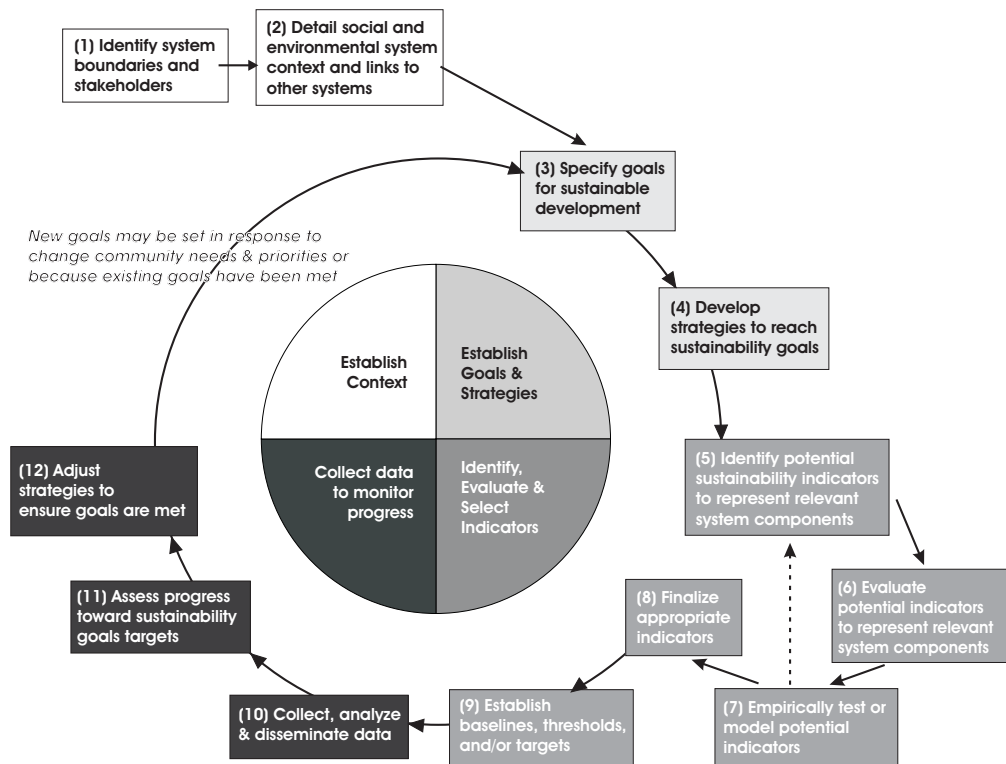 (1) Identify system
boundaries and
stakeholders
(2) Detail social and
environmental system
context and links to
other systems
(3) Specify goals
for sustainable
development
New goals may be set in response to
change community needs & priorities or
because existing goals have been met
(4) Develop
strategies to reach
sustainability goals
Establish
Context
Establish
Goals &
Strategies
Collect data
to monitor
progress
Identify,
Evaluate &
Select
Indicators
(5) Identify potential
sustainability indicators
to represent relevant
system components
(6) Evaluate
potential indicators
to represent relevant
system components
(7) Empirically test or
model potential
indicators
(8) Finalize
appropriate
indicators
(9) Establish
baselines, thresholds,
and/or targets
(10) Collect, analyze
& disseminate data
(11) Assess progress
toward sustainability
goals targets
(12) Adjust
strategies to
ensure goals are met